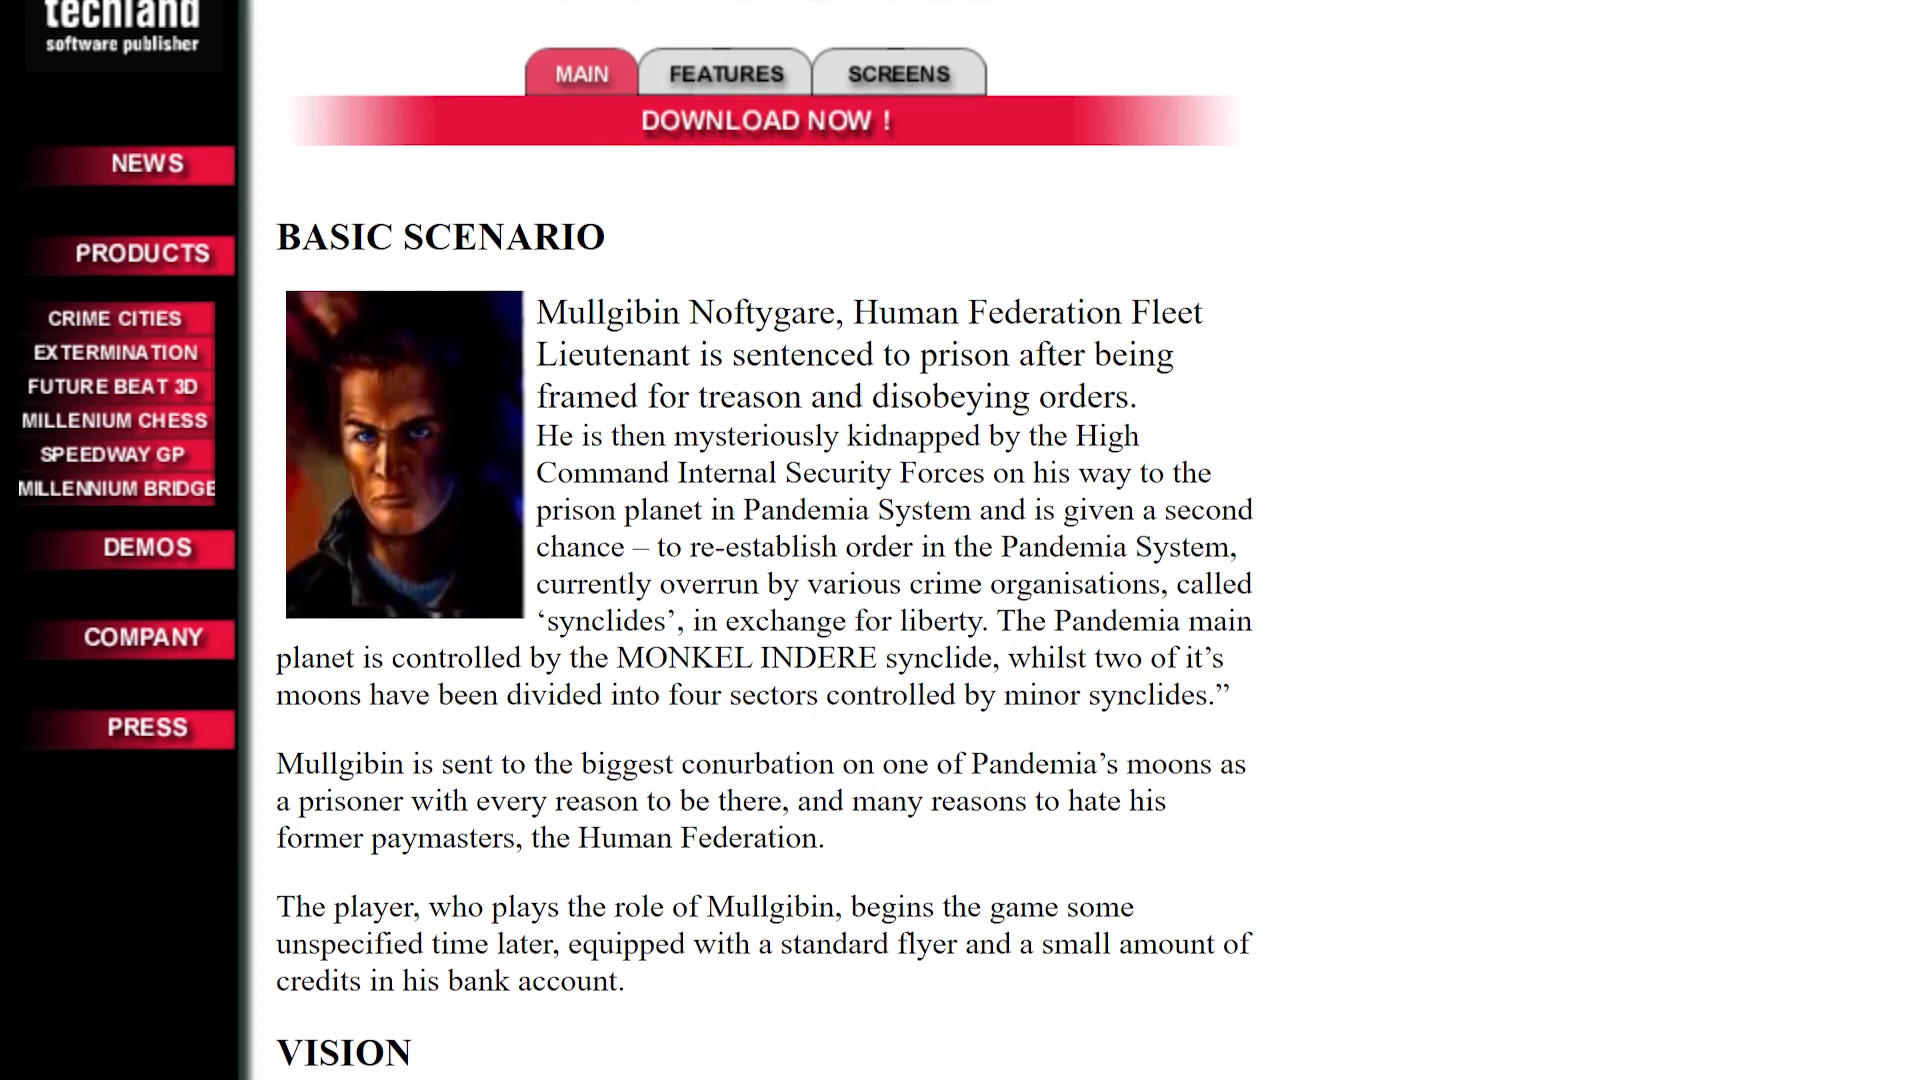 techland
software publisher
MAIN
FEATURES
SCREENS
DOWNLOAD NOW !
NEWS
PRODUCTS
CRIME CITIES
EXTERMINATION
FUTURE BEAT 3D
MILLENIUM CHESS
SPEEDWAY GP
MILLENNIUM BRIDGE
DEMOS
COMPANY
PRESS
BASIC SCENARIO
Mullgibin Noftygare, Human Federation Fleet
Lieutenant is sentenced to prison after being
framed for treason and disobeying orders.
He is then mysteriously kidnapped by the High
Command Internal Security Forces on his way to the
prison planet in Pandemia System and is given a second
chance – to re-establish order in the Pandemia System,
currently overrun by various crime organisations, called
‘synclides’, in exchange for liberty. The Pandemia main
planet is controlled by the MONKEL INDERE synclide, whilst two of it’s
moons have been divided into four sectors controlled by minor synclides.”
Mullgibin is sent to the biggest conurbation on one of Pandemia’s moons as
a prisoner with every reason to be there, and many reasons to hate his
former paymasters, the Human Federation.
The player, who plays the role of Mullgibin, begins the game some
unspecified time later, equipped with a standard flyer and a small amount of
credits in his bank account.
VISION